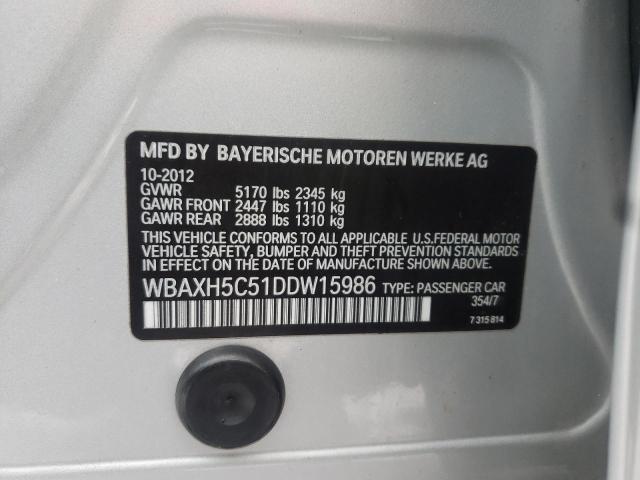 MFD BY BAYERISCHE MOTOREN WERKE AG
10-2012
GVWR 5170 lbs 2345 kg
GAWR FRONT 2447 lbs 1110 kg
GAWR REAR 2888 lbs 1310 kg
THIS VEHICLE CONFORMS TO ALL APPLICABLE U.S.FEDERAL MOTOR
VEHICLE SAFETY, BUMPER AND THEFT PREVENTION STANDARDS
IN EFFECT ON THE DATE OF MANUFACTURE SHOWN ABOVE.
WBAXH5C51DDW15986 TYPE: PASSENGER CAR
354/7
7 315 814